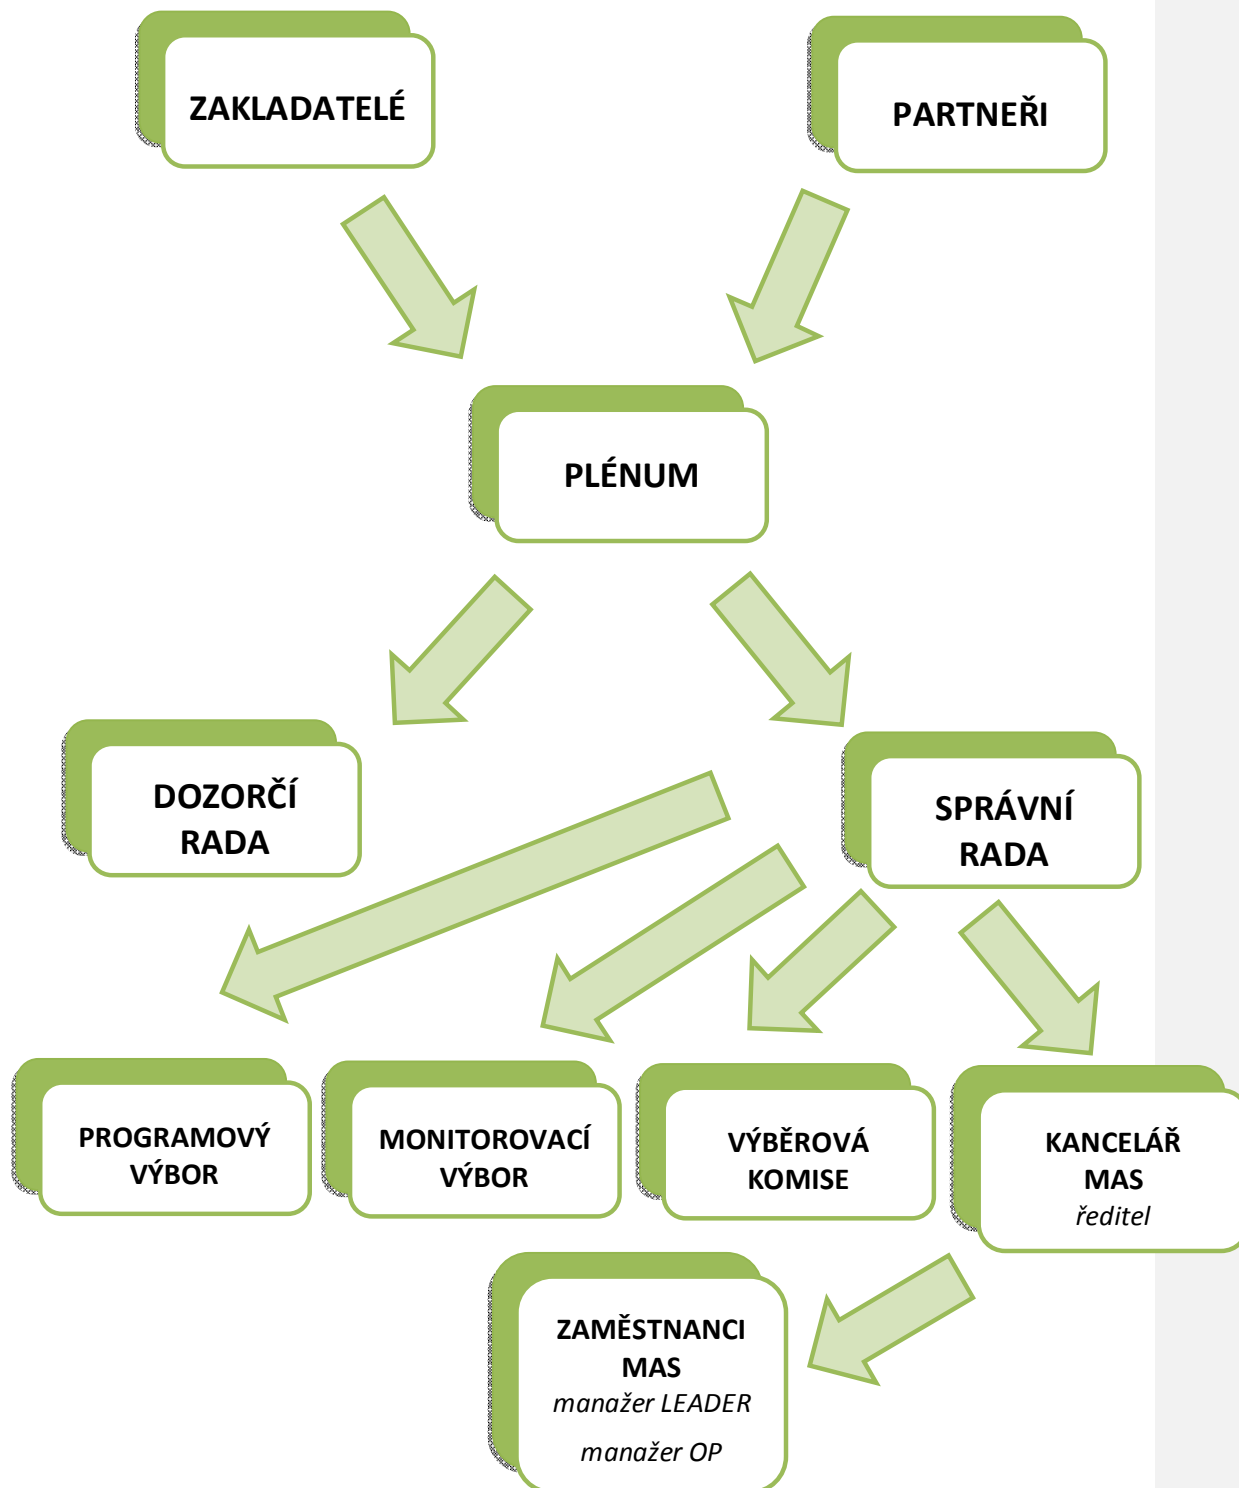 ZAKLADATELÉ
PARTNEŘI
PLÉNUM
DOZORČÍ
RADA
SPRÁVNÍ
RADA
PROGRAMOVÝ
VÝBOR
MONITOROVACÍ
VÝBOR
VÝBĚROVÁ
KOMISE
KANCELÁŘ
MAS
ředitel
ZAMĚSTNANCI
MAS
manažer LEADER
manažer OP